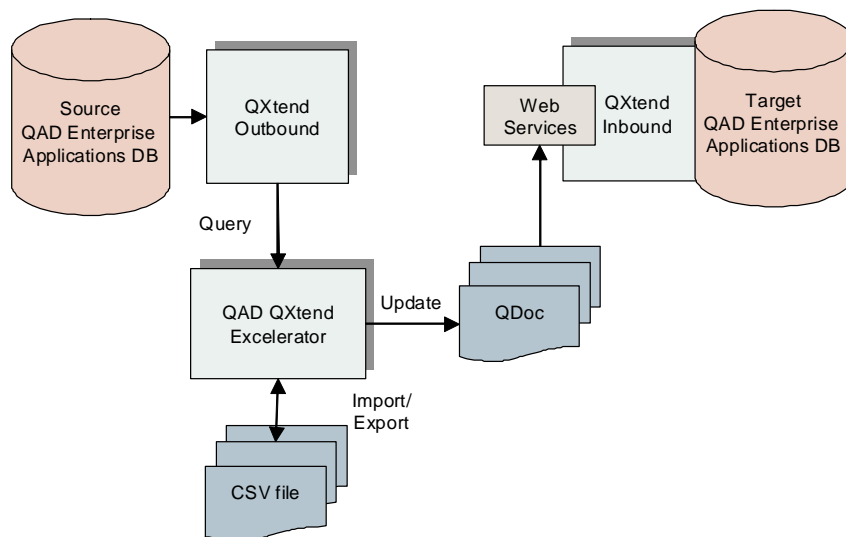 Source
QAD Enterprise
Applications DB
QXtend
Outbound
Web
Services
QXtend
Inbound
Target
QAD Enterprise
Applications DB
Query
QAD QXtend
Excelerator
Update
QDoc
Import/
Export
CSV file